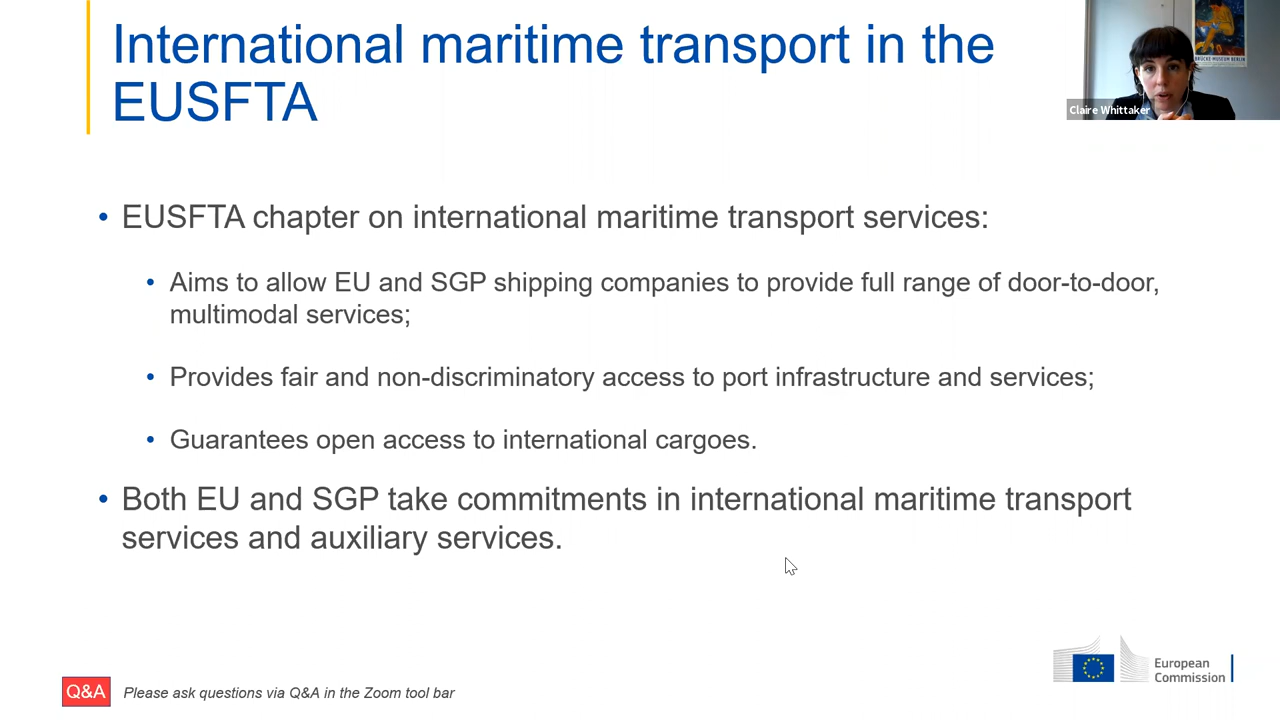 International maritime transport in the
EUSFTA
BRÜCKE-MUSEUM BERLIN
Claire Whittaker
• EUSFTA chapter on international maritime transport services:
• Aims to allow EU and SGP shipping companies to provide full range of door-to-door,
multimodal services;
• Provides fair and non-discriminatory access to port infrastructure and services;
• Guarantees open access to international cargoes.
• Both EU and SGP take commitments in international maritime transport
services and auxiliary services.
European
Commission
Q&A Please ask questions via Q&A in the Zoom tool bar